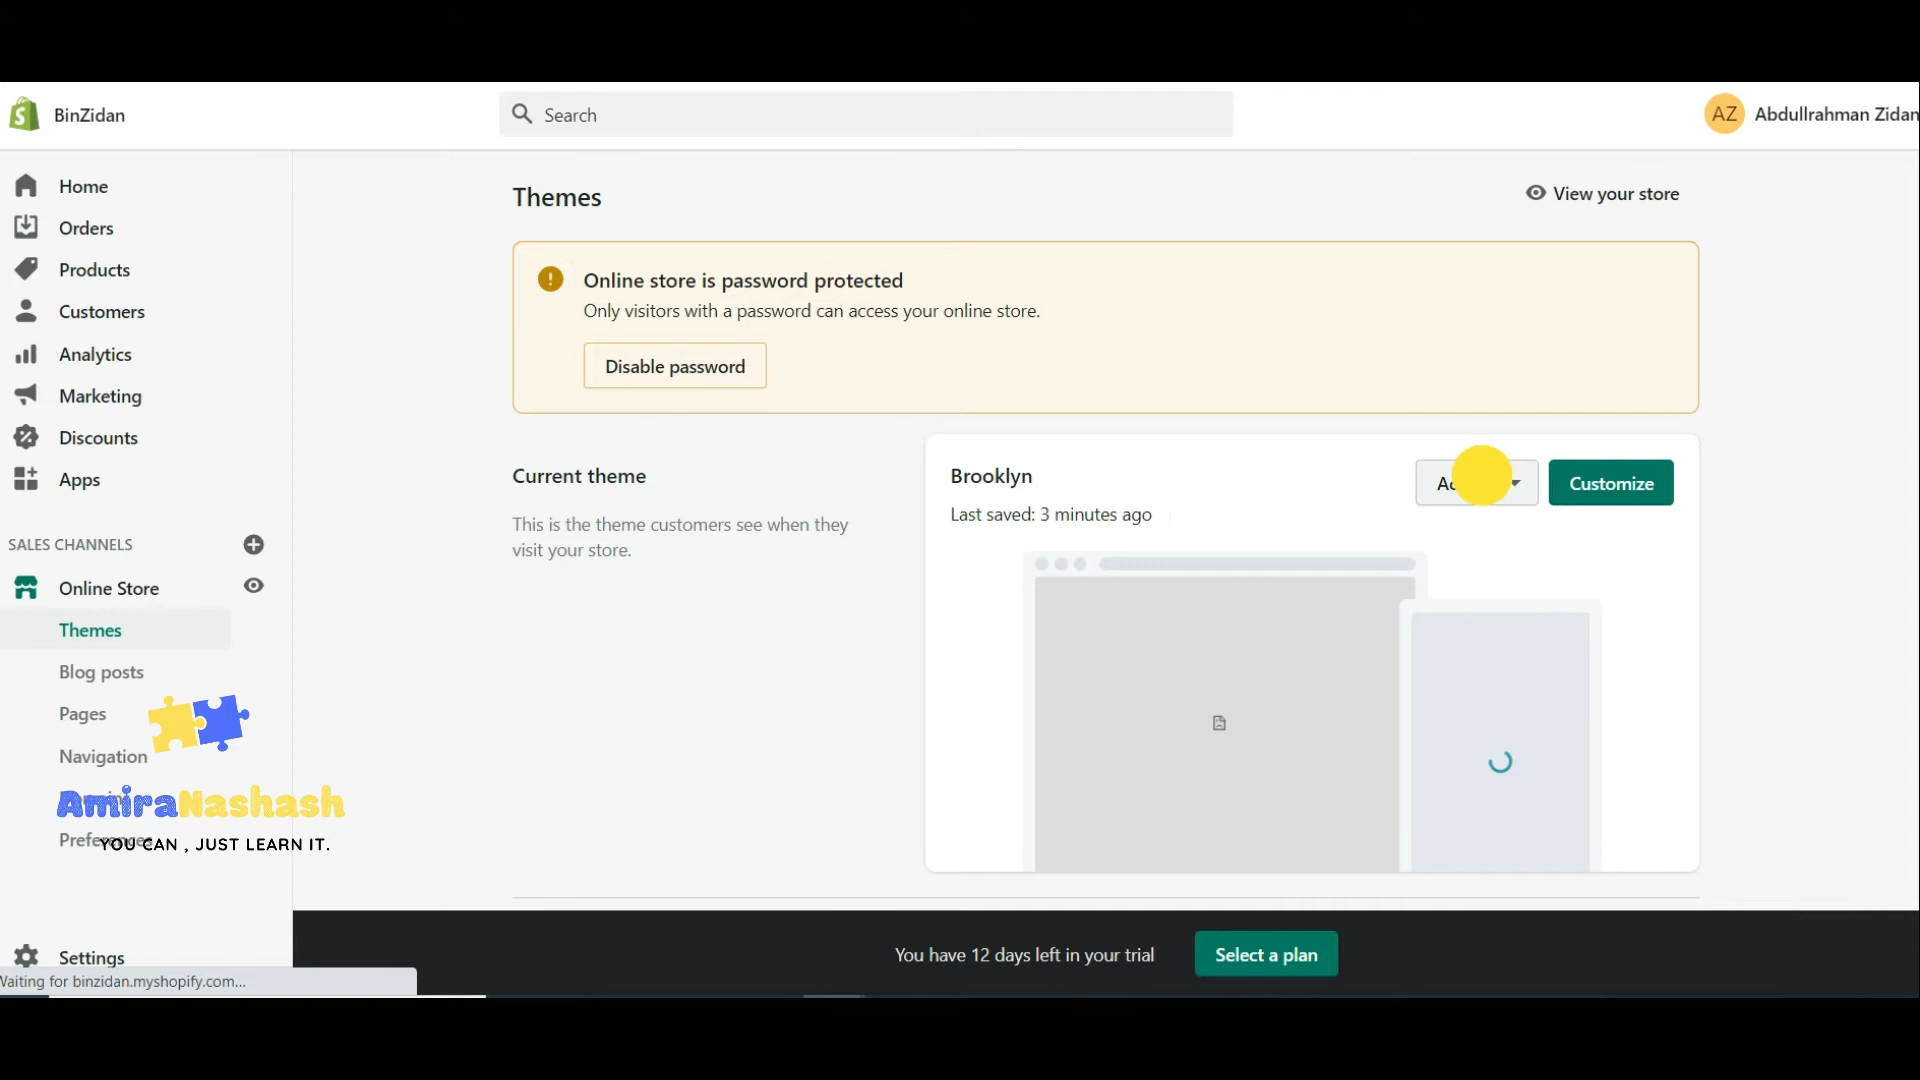 BinZidan
Search
AZ
Abdullrahman Zidan
Home
Orders
Products
Customers
Analytics
Marketing
Discounts
Apps
SALES CHANNELS
Online Store
Themes
Blog posts
Pages
Navigation
AmiraNashash
Preferences
YOU CAN , JUST LEARN IT.
Settings
Waiting for binzidan.myshopify.com...
Themes
View your store
Online store is password protected
Only visitors with a password can access your online store.
Disable password
Current theme
This is the theme customers see when they
visit your store.
Brooklyn
Customize
Last saved: 3 minutes ago
You have 12 days left in your trial
Select a plan